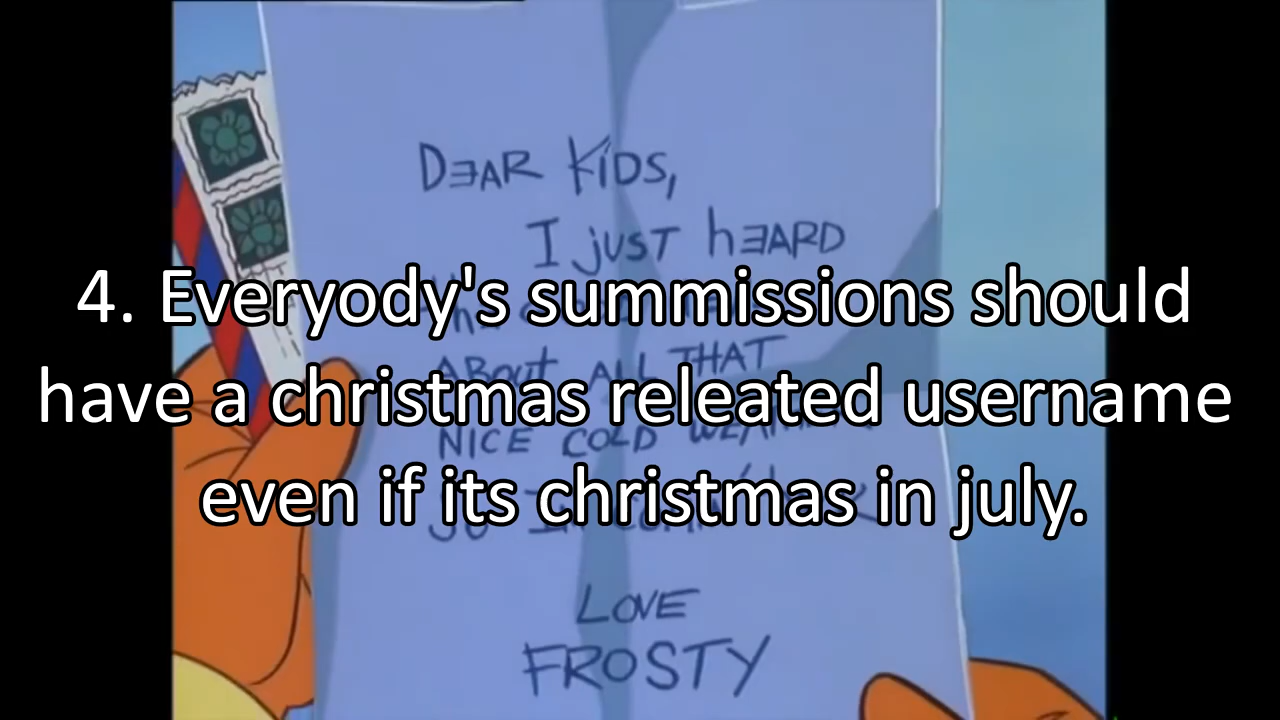 DEAR KIDS,
I JUST hEARD
4. Everyody's summissions should
ABOUT ALL THAT
have a christmas releated username
NICE COLD
even if its christmas in july.
LOVE
FROSTY